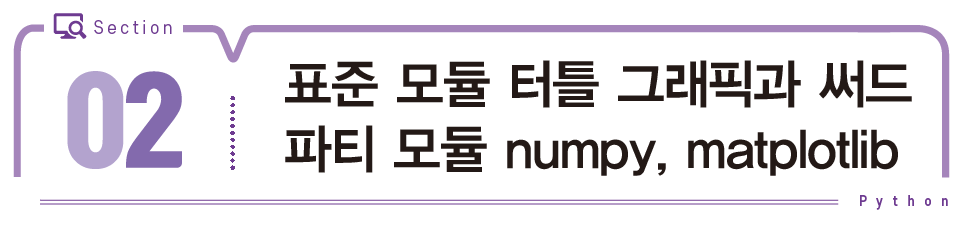 Section
02
표준 모듈 터틀 그래픽과 써드
파티 모듈 numpy, matplotlib
Python